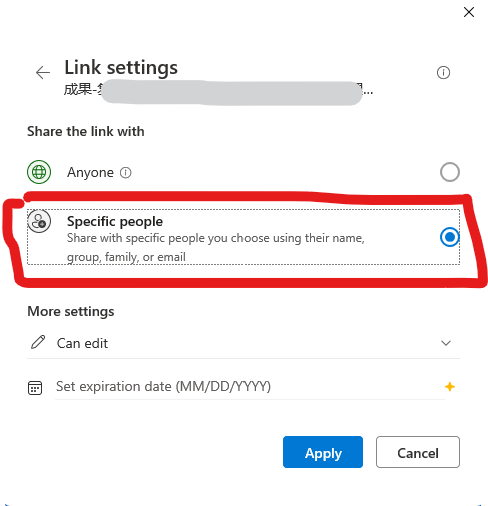 Link settings
成果-
...
Share the link with
Anyone
Specific people
Share with specific people you choose using their name,
group, family, or email
More settings
Can edit
Set expiration date (MM/DD/YYYY)
Apply
Cancel